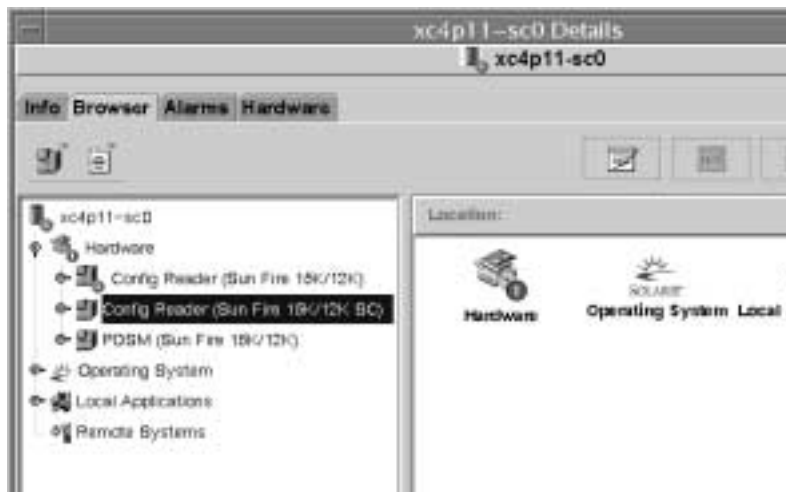 xc4p11-sc0 Details
xc4p11-sc0
Info Browser Alarms Hardware
xc4p11-sc0
Hardware
Config Reader (Sun Fire 15K/12K)
Config Reader (Sun Fire 15K/12K SC)
PDSM (Sun Fire 15K/12K)
Operating System
Local Applications
Remote Systems
Location:
Hardware
SOLARIS
Operating System
Local